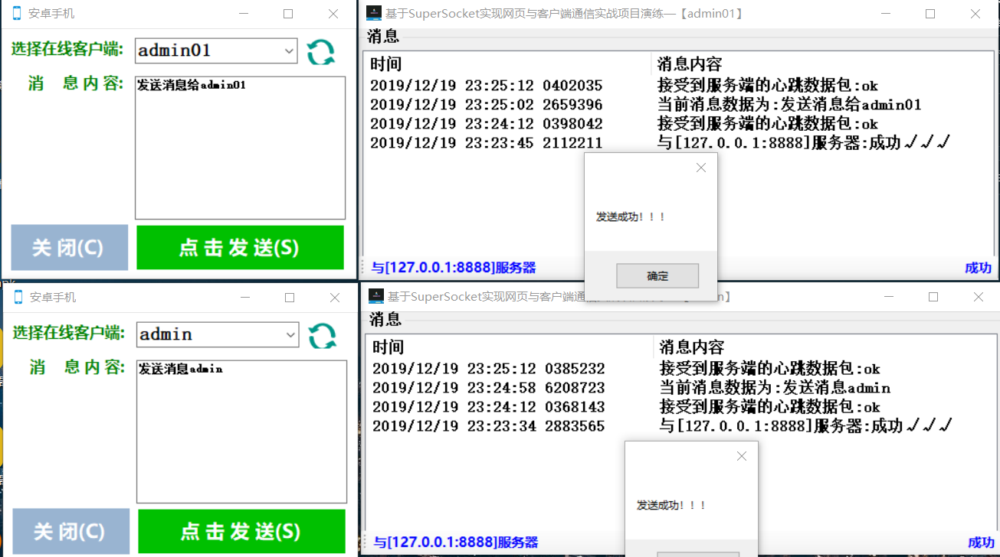 安卓手机
选择在线客户端:
admin01
消 息内容:
发送消息给admin01
关 闭(C)
点 击 发 送(S)
基于SuperSocket实现网页与客户端通信实战项目演练—【admin01】
消息
时间 消息内容
2019/12/19 23:25:12 0402035 接受到服务端的心跳数据包:ok
2019/12/19 23:25:02 2659396 当前消息数据为:发送消息给admin01
2019/12/19 23:24:12 0398042 接受到服务端的心跳数据包:ok
2019/12/19 23:23:45 2112211 与[127.0.0.1:8888]服务器:成功✓✓✓
发送成功！！！
确定
与[127.0.0.1:8888]服务器
成功
安卓手机
选择在线客户端:
admin
消 息内容:
发送消息admin
关 闭(C)
点 击 发 送(S)
基于SuperSocket实现网页与客户端通
n】
消息
时间 消息内容
2019/12/19 23:25:12 0385232 接受到服务端的心跳数据包:ok
2019/12/19 23:24:58 6208723 当前消息数据为:发送消息admin
2019/12/19 23:24:12 0368143 接受到服务端的心跳数据包:ok
2019/12/19 23:23:34 2883565 与[127.0.0.1:8888]服务器:成功✓✓✓
发送成功！！！
与[127.0.0.1:8888]服务器
成功